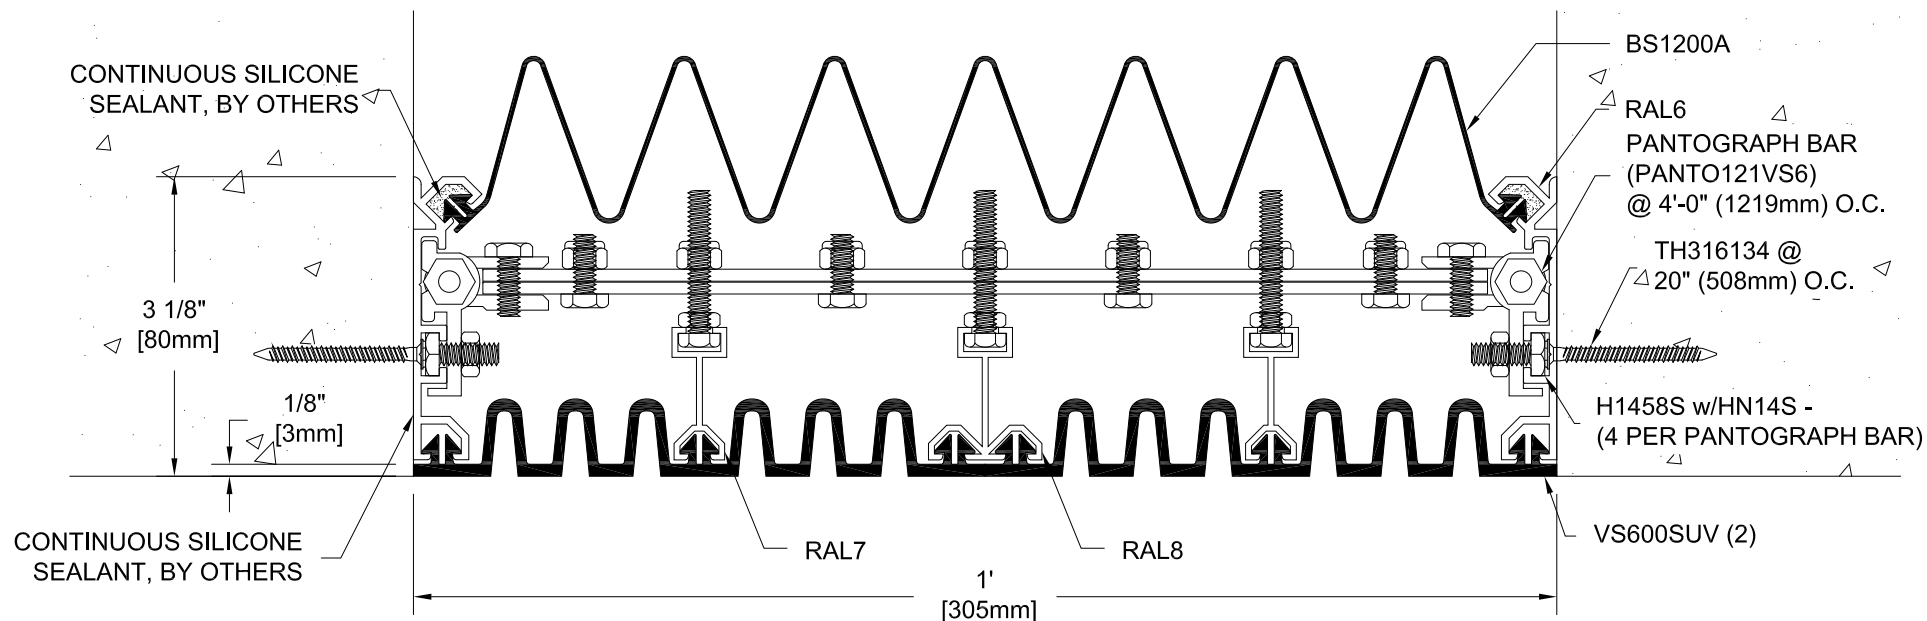 CONTINUOUS SILICONE
SEALANT, BY OTHERS
BS1200A
RAL6
PANTOGRAPH BAR
(PANTO121VS6)
@ 4'-0" (1219mm) O.C.
TH316134 @
20" (508mm) O.C.
3 1/8"
[80mm]
1/8"
[3mm]
H1458S w/HN14S -
(4 PER PANTOGRAPH BAR)
CONTINUOUS SILICONE
SEALANT, BY OTHERS
RAL7
RAL8
VS600SUV (2)
1'
[305mm]